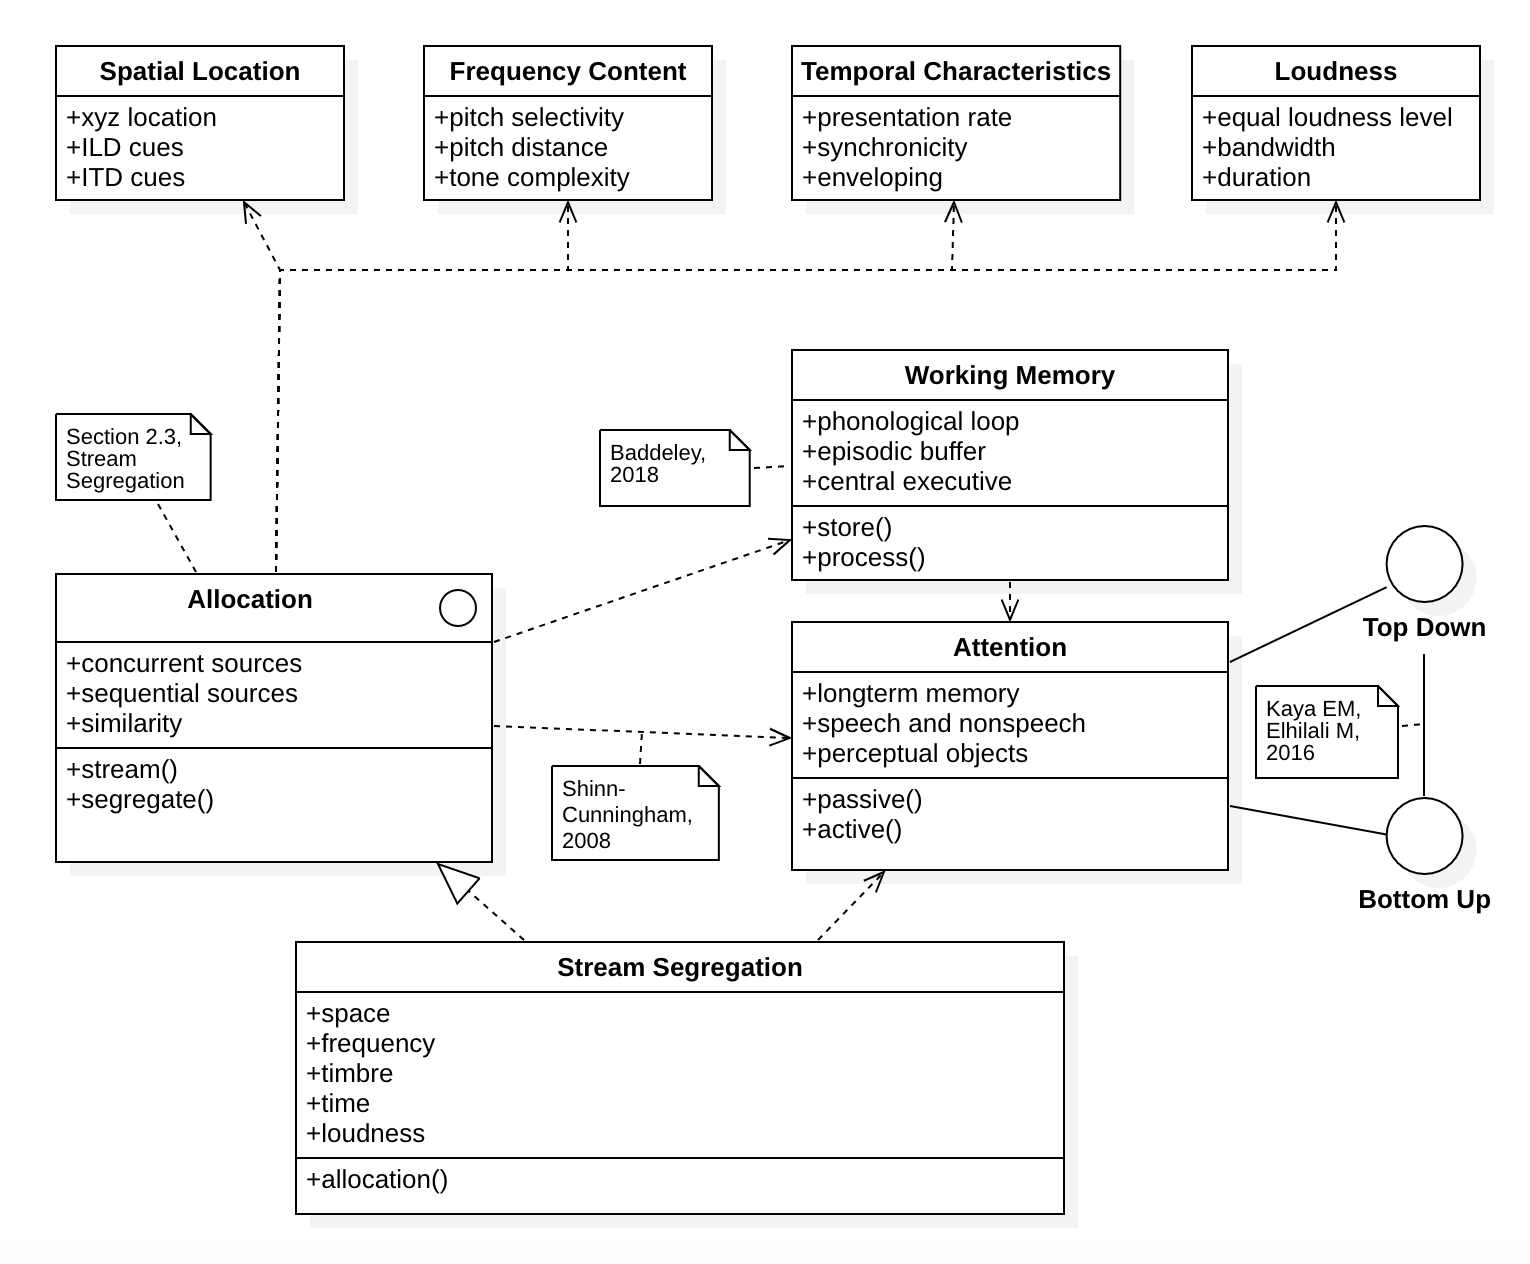 Spatial Location
+xyz location
+ILD cues
+ITD cues
Frequency Content
+pitch selectivity
+pitch distance
+tone complexity
Temporal Characteristics
+presentation rate
+synchronicity
+enveloping
Loudness
+equal loudness level
+bandwidth
+duration
Section 2.3,
Stream
Segregation
Baddeley,
2018
Working Memory
+phonological loop
+episodic buffer
+central executive
+store()
+process()
Allocation
+concurrent sources
+sequential sources
+similarity
+stream()
+segregate()
Shinn-
Cunningham,
2008
Attention
+longterm memory
+speech and nonspeech
+perceptual objects
+passive()
+active()
Top Down
Kaya EM,
Elhilali M,
2016
Bottom Up
Stream Segregation
+space
+frequency
+timbre
+time
+loudness
+allocation()